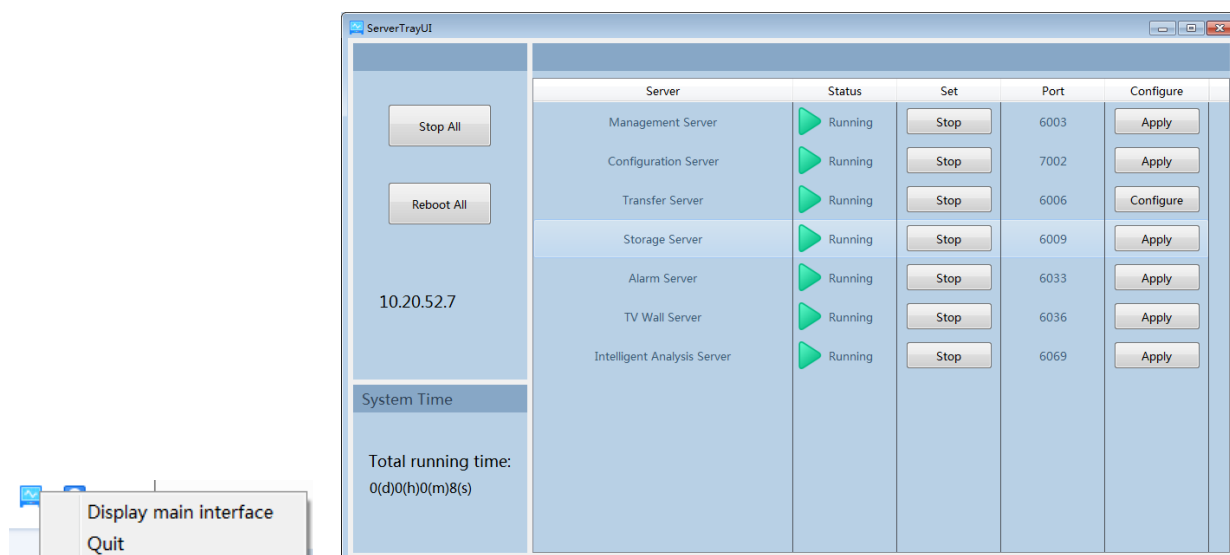 ServerTrayUI
Server Status Set Port Configure
Stop All
Reboot All
10.20.52.7
Management Server Running Stop 6003 Apply
Configuration Server Running Stop 7002 Apply
Transfer Server Running Stop 6006 Configure
Storage Server Running Stop 6009 Apply
Alarm Server Running Stop 6033 Apply
TV Wall Server Running Stop 6036 Apply
Intelligent Analysis Server Running Stop 6069 Apply
System Time
Total running time:
0(d)0(h)0(m)8(s)
Display main interface
Quit